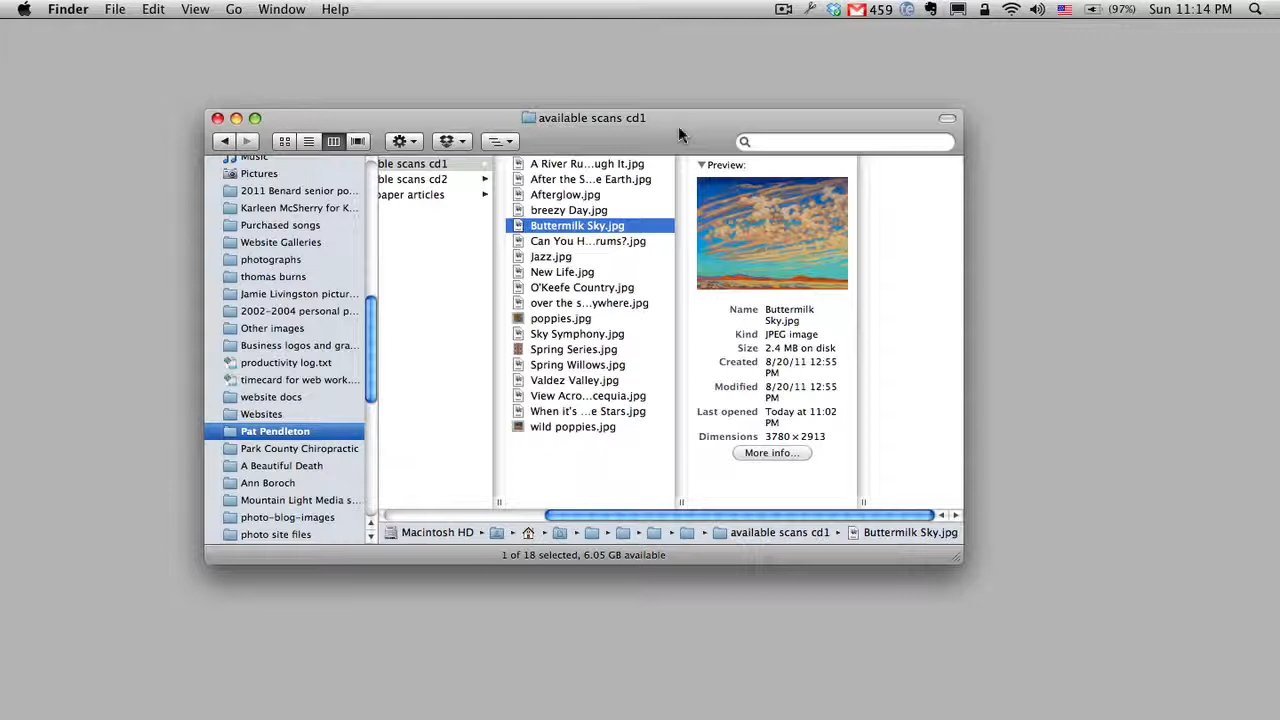 Finder File Edit View Go Window Help
459 (97%) Sun 11:14 PM
available scans cd1
Music
Pictures
2011 Benard senior po...
Karleen McSherry for K...
Purchased songs
Website Galleries
photographs
thomas burns
Jamie Livingston pictur...
2002-2004 personal p...
Other images
Business logos and gra...
productivity log.txt
timecard for web work....
website docs
Websites
Pat Pendleton
Park County Chiropractic
A Beautiful Death
Ann Boroch
Mountain Light Media s...
photo-blog-images
photo site files
ble scans cd1
ble scans cd2
paper articles
A River Ru...ugh It.jpg
After the S...e Earth.jpg
Afterglow.jpg
breezy Day.jpg
Buttermilk Sky.jpg
Can You H...rums?.jpg
Jazz.jpg
New Life.jpg
O'Keefe Country.jpg
over the s...ywhere.jpg
poppies.jpg
Sky Symphony.jpg
Spring Series.jpg
Spring Willows.jpg
Valdez Valley.jpg
View Acro...cequia.jpg
When it's ...e Stars.jpg
wild poppies.jpg
Preview:
Name Buttermilk
Sky.jpg
Kind JPEG image
Size 2.4 MB on disk
Created 8/20/11 12:55
PM
Modified 8/20/11 12:55
PM
Last opened Today at 11:02
PM
Dimensions 3780 × 2913
More info...
Macintosh HD available scans cd1 Buttermilk Sky.jpg
1 of 18 selected, 6.05 GB available